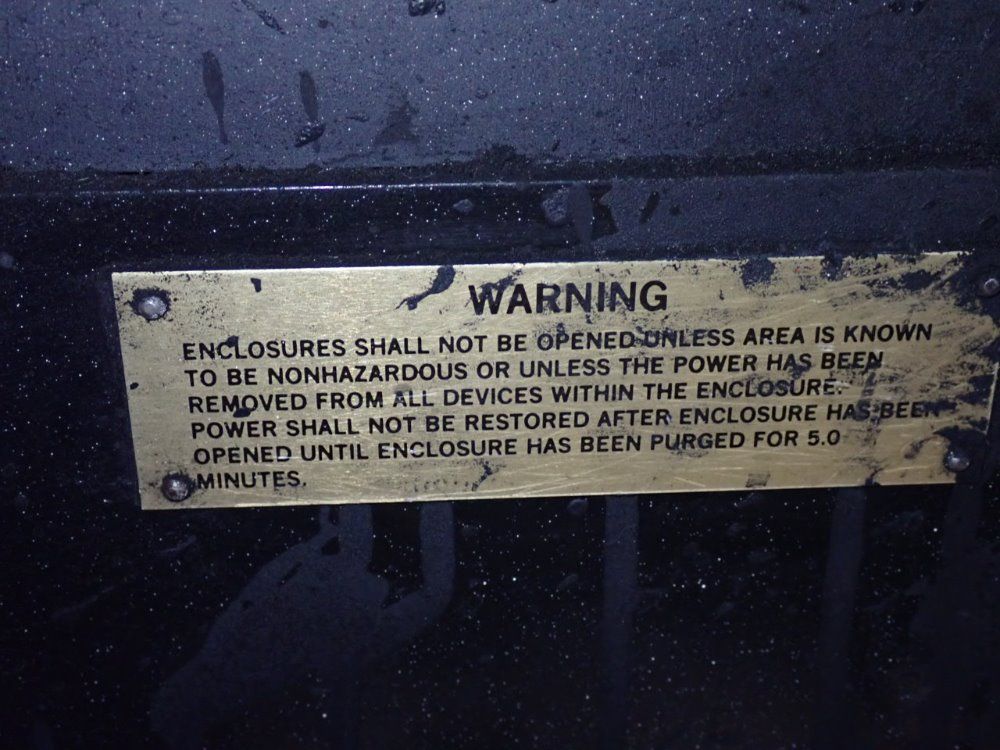 WARNING
ENCLOSURES SHALL NOT BE OPENED UNLESS AREA IS KNOWN
TO BE NONHAZARDOUS OR UNLESS THE POWER HAS BEEN
REMOVED FROM ALL DEVICES WITHIN THE ENCLOSURE.
POWER SHALL NOT BE RESTORED AFTER ENCLOSURE HAS BEEN
OPENED UNTIL ENCLOSURE HAS BEEN PURGED FOR 5.0
MINUTES.